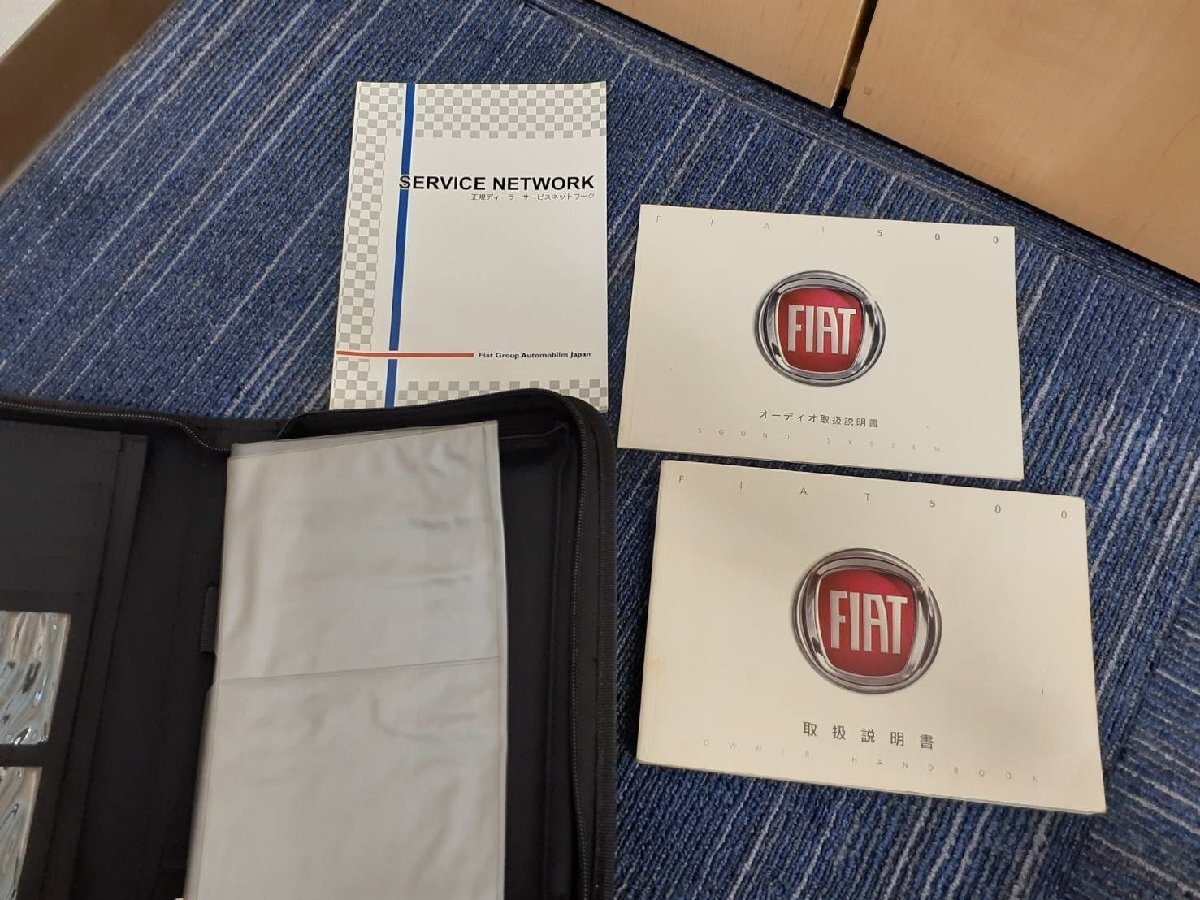 SERVICE NETWORK
正規ディーラーサービスネットワーク
Fiat Group Automobiles Japan
FIAT 500
FIAT
オーディオ取扱説明書
SOUND SYSTEM
FIAT 500
FIAT
取扱説明書
OWNER HANDBOOK